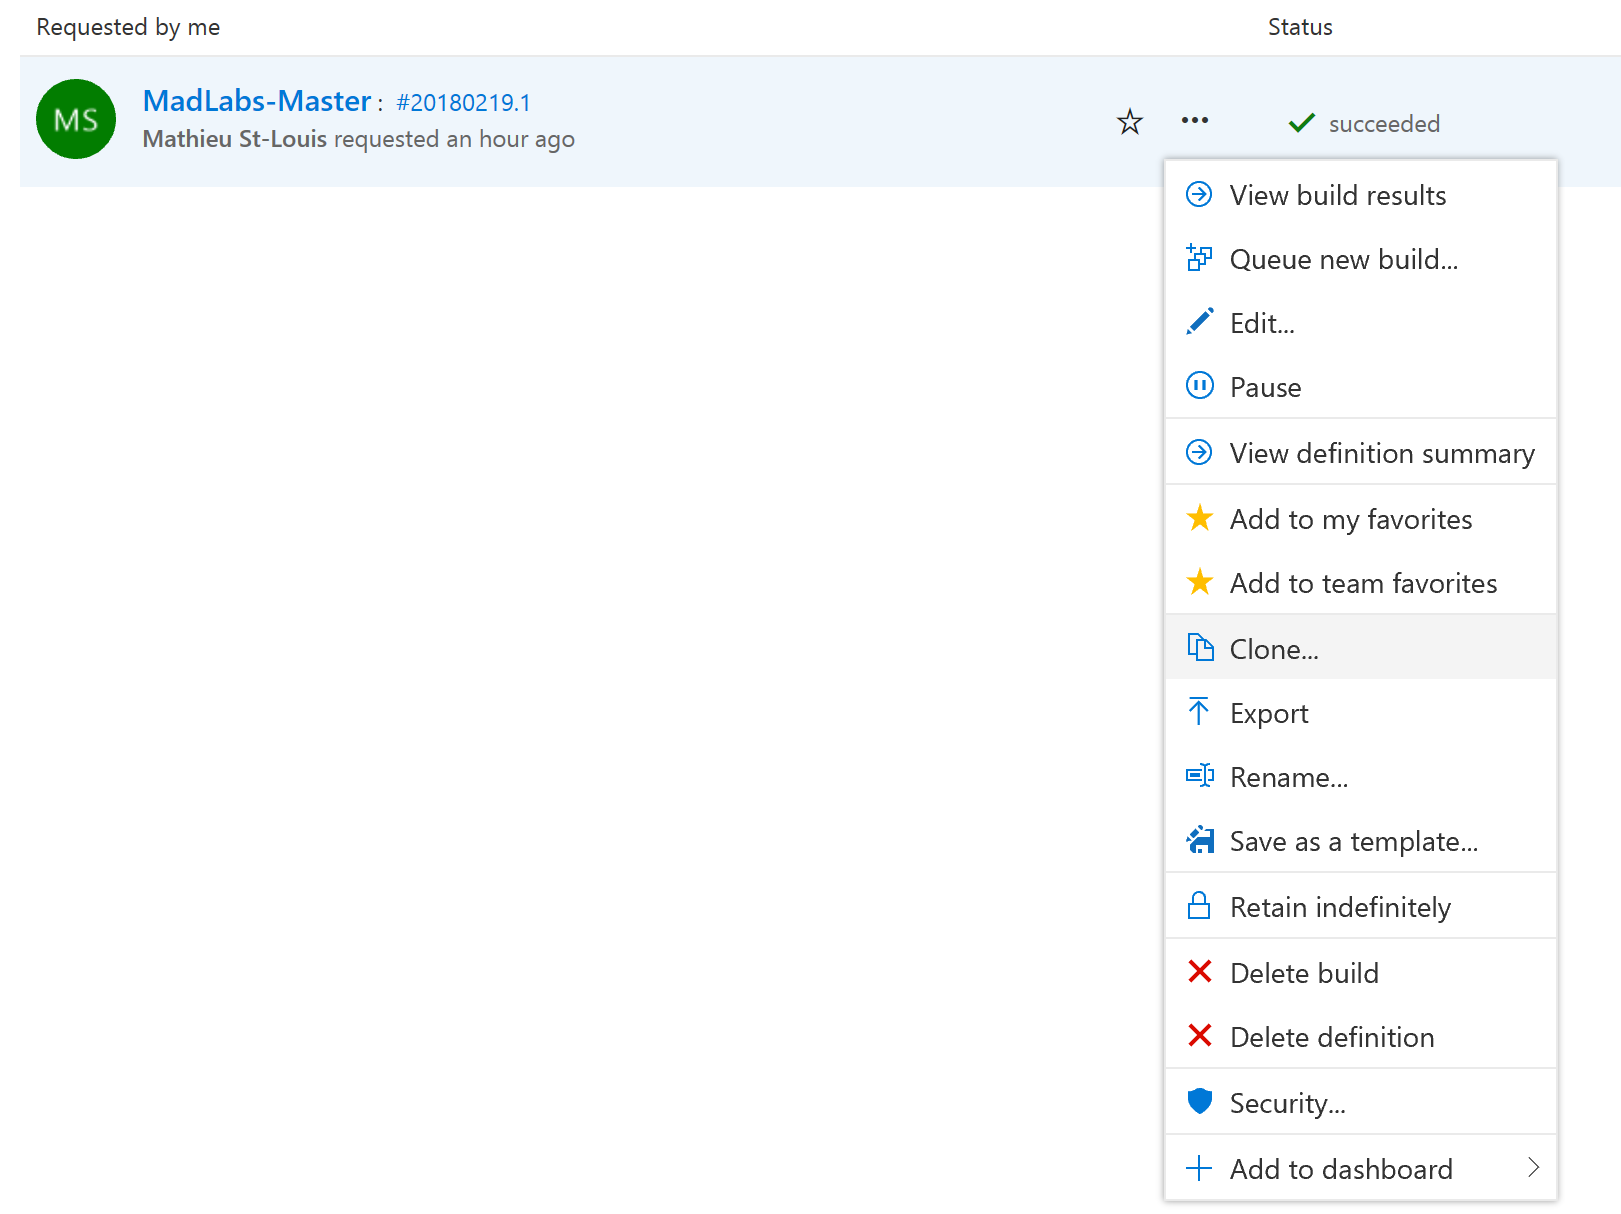 Requested by me
Status
MS
MadLabs-Master : #20180219.1
Mathieu St-Louis requested an hour ago
succeeded
View build results
Queue new build...
Edit...
Pause
View definition summary
Add to my favorites
Add to team favorites
Clone...
Export
Rename...
Save as a template...
Retain indefinitely
Delete build
Delete definition
Security...
Add to dashboard